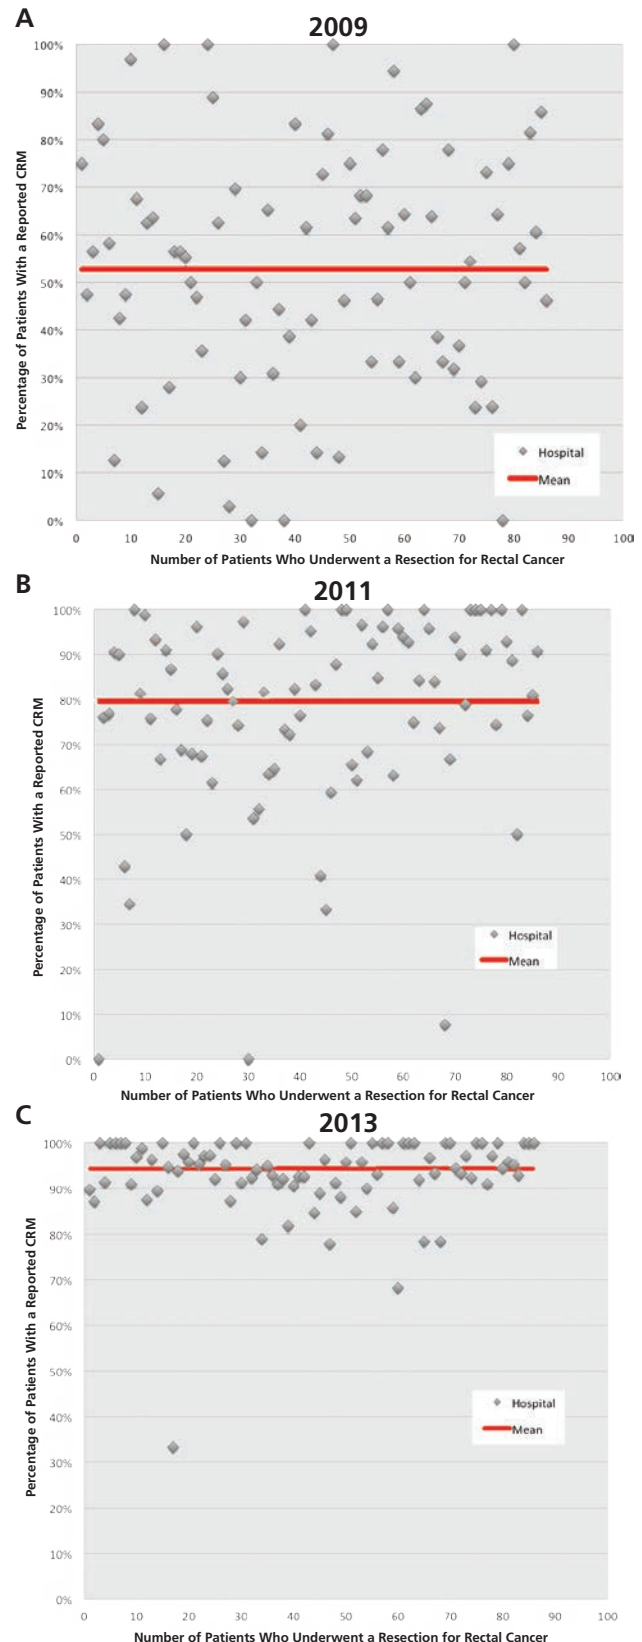 A
2009
Percentage of Patients With a Reported CRM
100%
90%
80%
70%
60%
50%
40%
30%
20%
10%
0%
Hospital
Mean
0 10 20 30 40 50 60 70 80 90 100
Number of Patients Who Underwent a Resection for Rectal Cancer
B
2011
Percentage of Patients With a Reported CRM
100%
90%
80%
70%
60%
50%
40%
30%
20%
10%
0%
Hospital
Mean
0 10 20 30 40 50 60 70 80 90 100
Number of Patients Who Underwent a Resection for Rectal Cancer
C
2013
Percentage of Patients With a Reported CRM
100%
90%
80%
70%
60%
50%
40%
30%
20%
10%
0%
Hospital
Mean
0 10 20 30 40 50 60 70 80 90 100
Number of Patients Who Underwent a Resection for Rectal Cancer